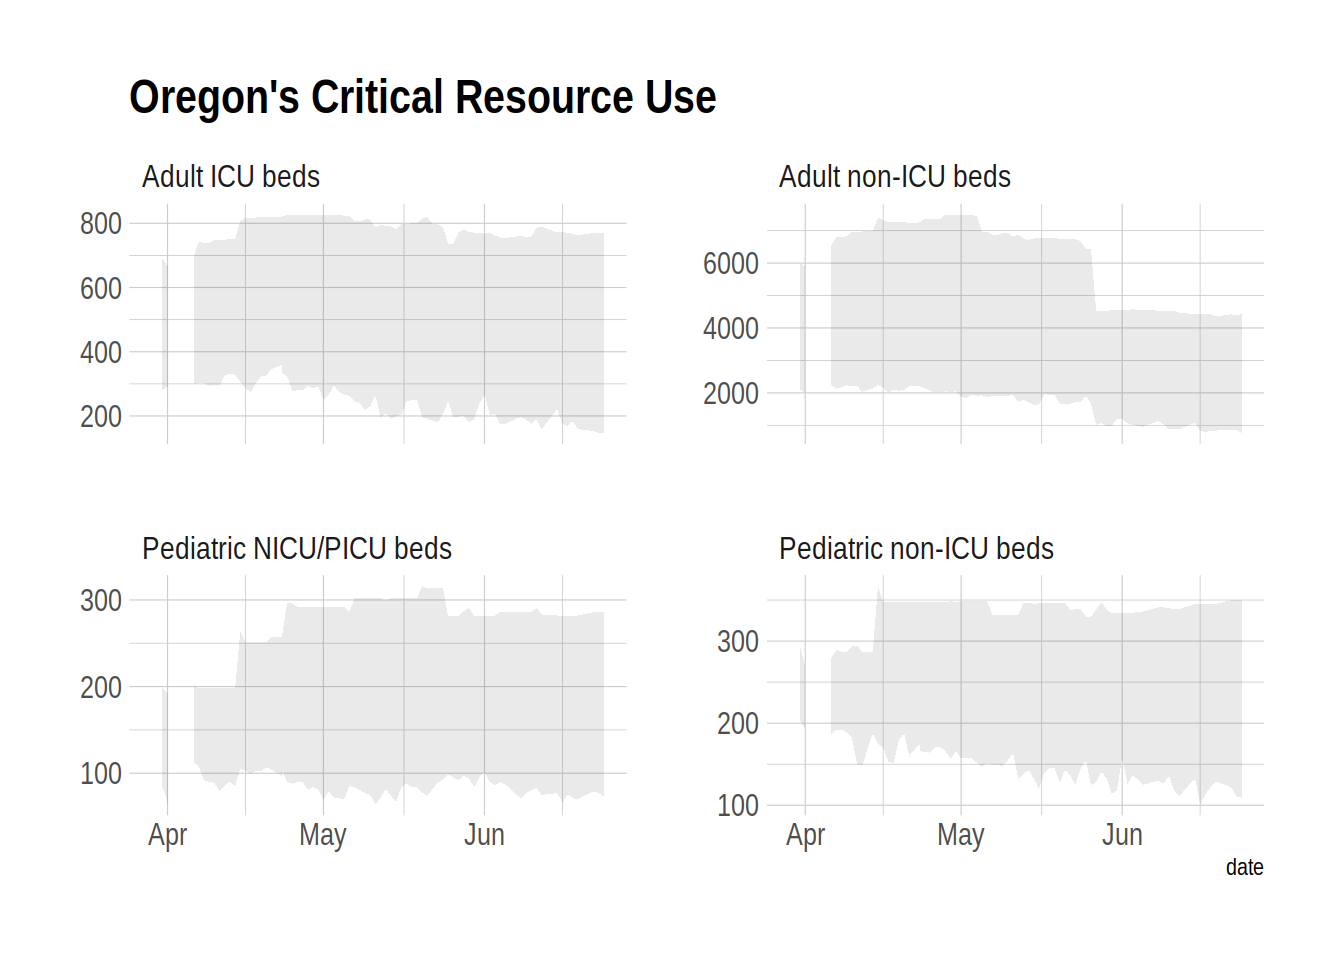 Oregon's Critical Resource Use
Adult ICU beds
800
600
400
200
Adult non-ICU beds
6000
4000
2000
Pediatric NICU/PICU beds
300
200
100
Apr May Jun
Pediatric non-ICU beds
300
200
100
Apr May Jun
date